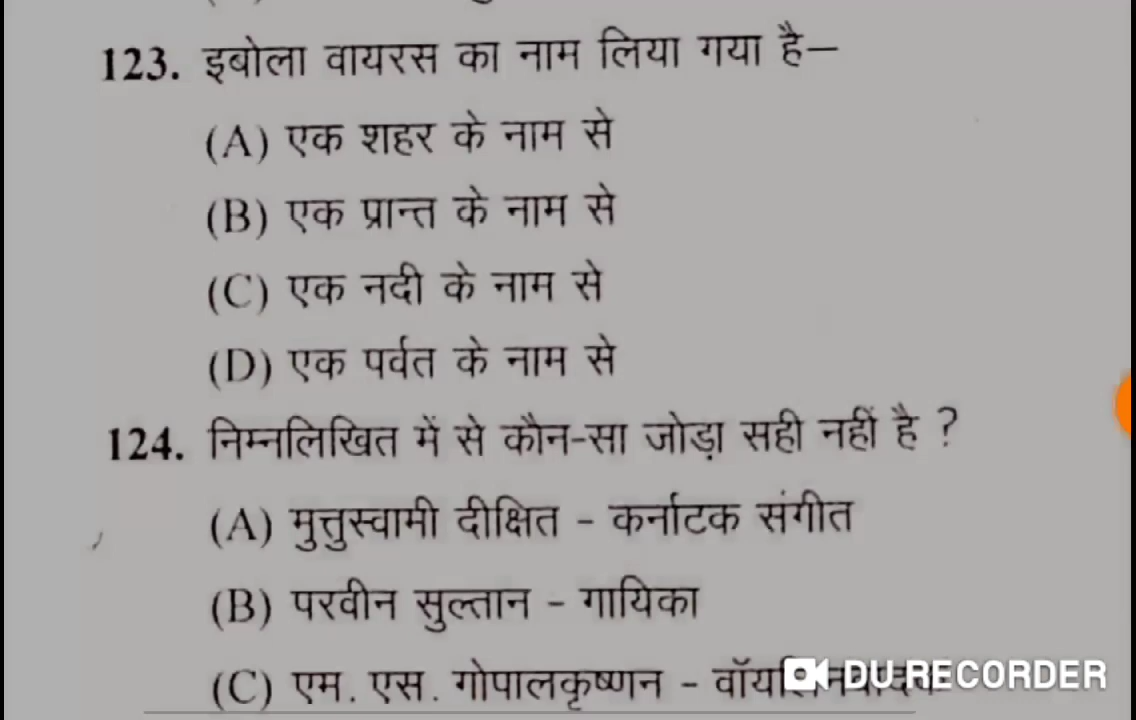 123. इबोला वायरस का नाम लिया गया है–
(A) एक शहर के नाम से
(B) एक प्रान्त के नाम से
(C) एक नदी के नाम से
(D) एक पर्वत के नाम से
124. निम्नलिखित में से कौन-सा जोड़ा सही नहीं है ?
(A) मुत्तुस्वामी दीक्षित - कर्नाटक संगीत
(B) परवीन सुल्तान - गायिका
(C) एम. एस. गोपालकृष्णन -
DU RECORDER